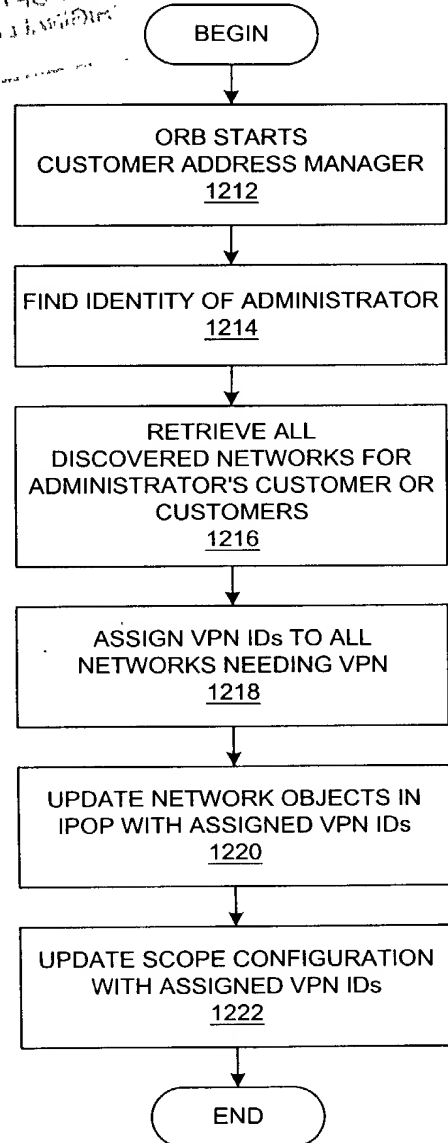 BEGIN
ORB STARTS
CUSTOMER ADDRESS MANAGER
1212
FIND IDENTITY OF ADMINISTRATOR
1214
RETRIEVE ALL
DISCOVERED NETWORKS FOR
ADMINISTRATOR'S CUSTOMER OR
CUSTOMERS
1216
ASSIGN VPN IDs TO ALL
NETWORKS NEEDING VPN
1218
UPDATE NETWORK OBJECTS IN
IPOP WITH ASSIGNED VPN IDs
1220
UPDATE SCOPE CONFIGURATION
WITH ASSIGNED VPN IDs
1222
END